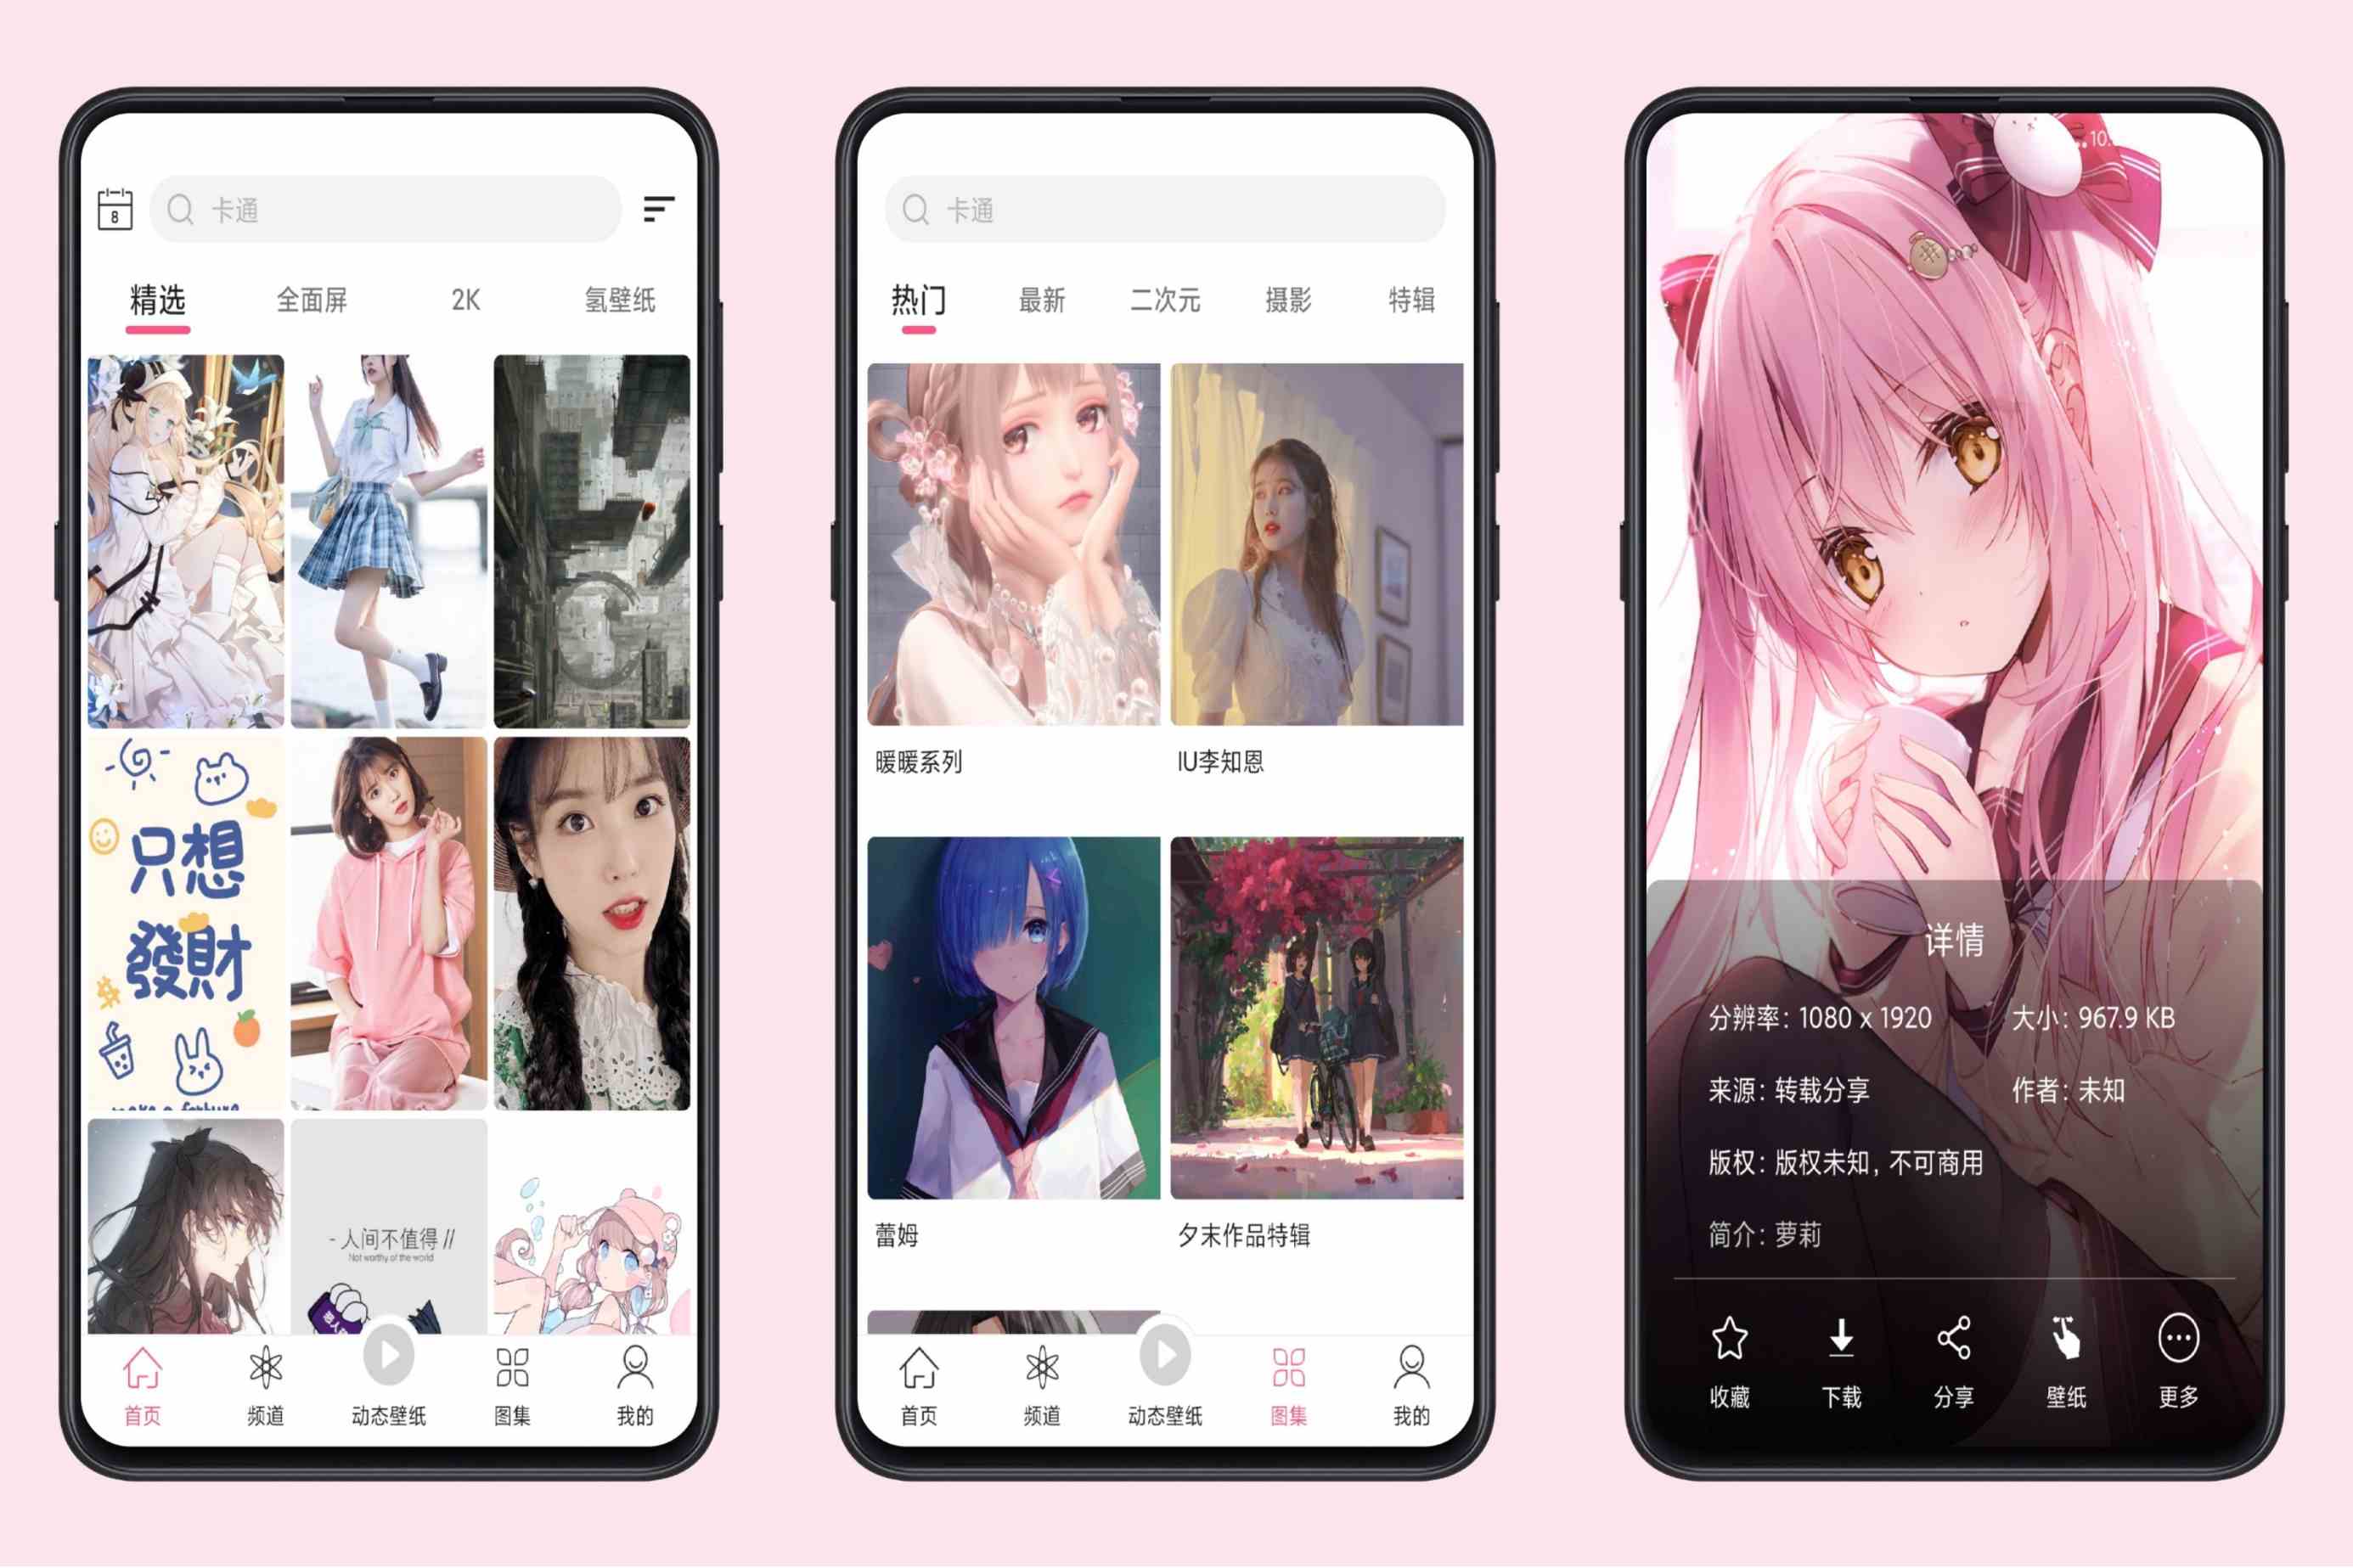 8
卡通
精选 全面屏 2K 氢壁纸
只想
發財
- 人间不值得 //
Not worthy of the world
首页 频道 动态壁纸 图集 我的
卡通
热门 最新 二次元 摄影 特辑
暖暖系列 IU李知恩
蕾姆 夕末作品特辑
首页 频道 动态壁纸 图集 我的
10
详情
分辨率: 1080 x 1920 大小: 967.9 KB
来源: 转载分享 作者: 未知
版权: 版权未知, 不可商用
简介: 萝莉
收藏 下载 分享 壁纸 更多